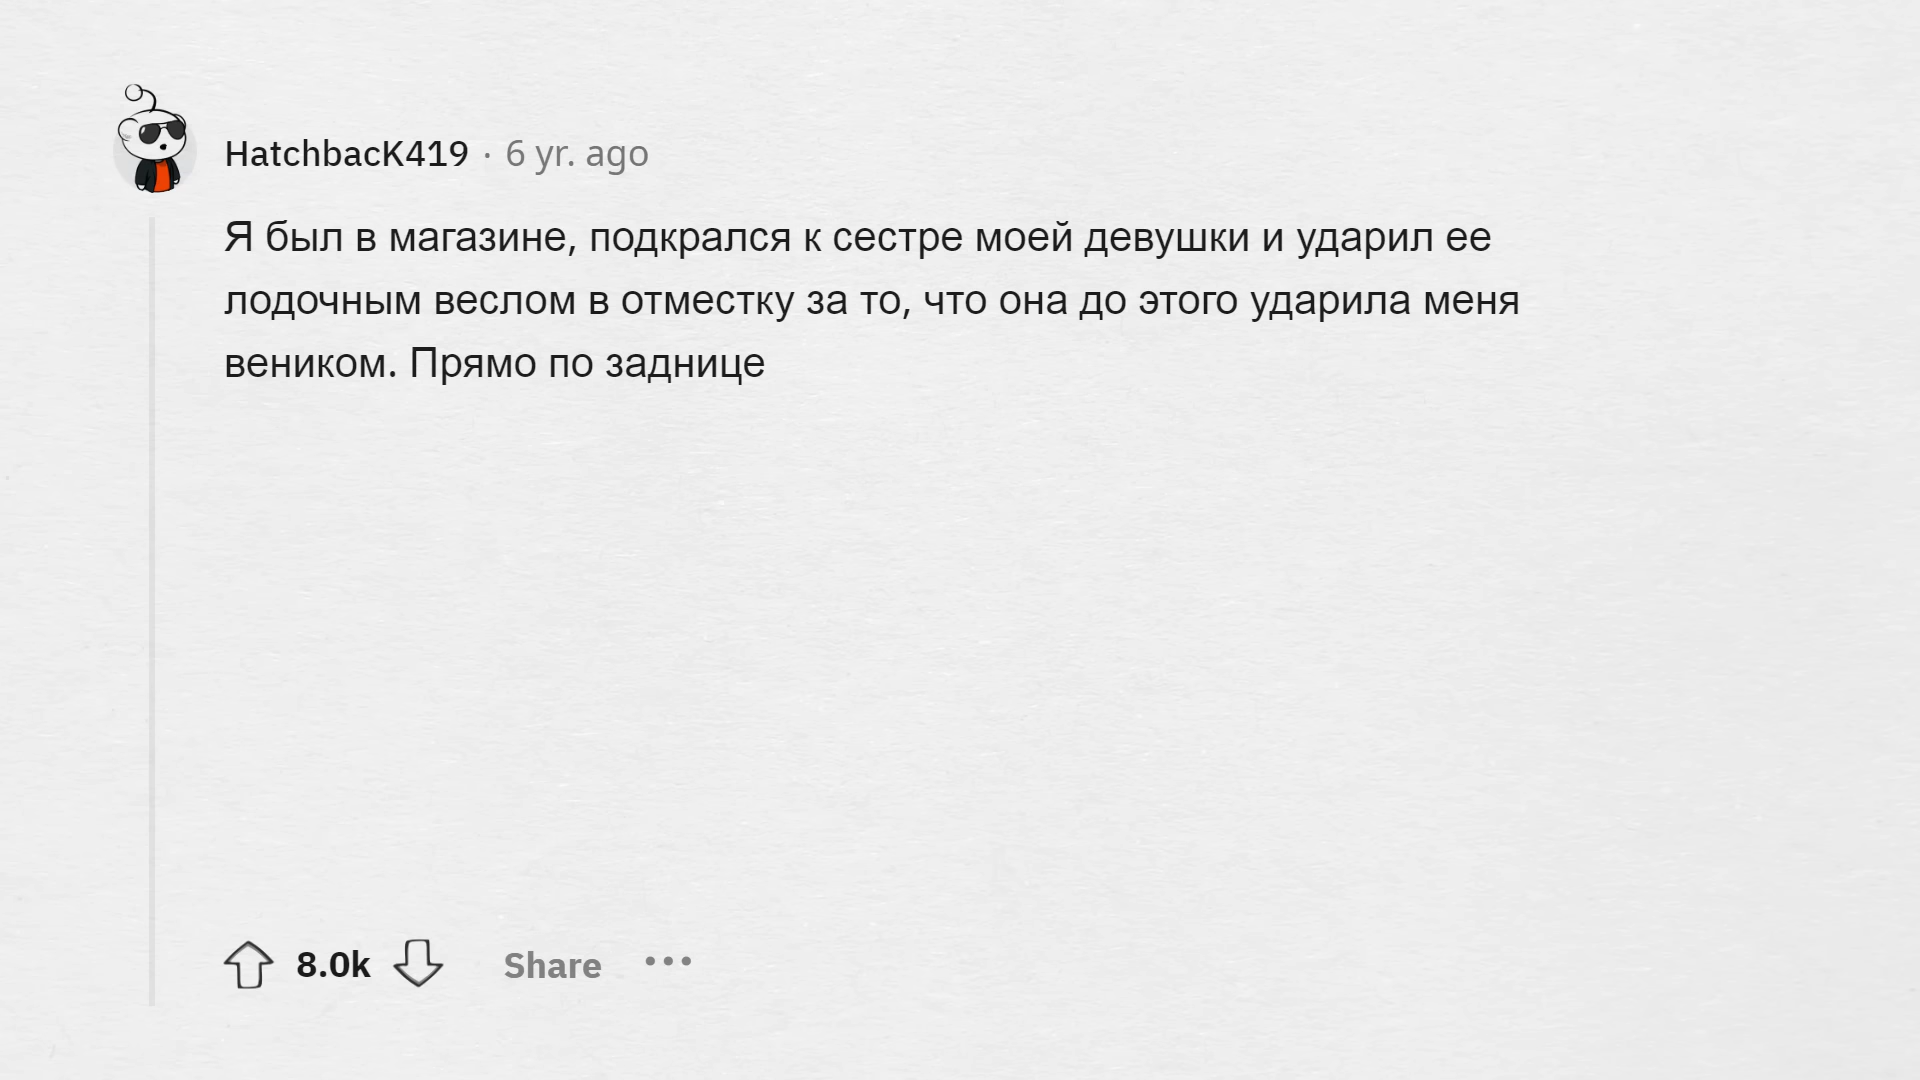 HatchbacK419 · 6 yr. ago
Я был в магазине, подкрался к сестре моей девушки и ударил ее
лодочным веслом в отместку за то, что она до этого ударила меня
веником. Прямо по заднице
8.0k Share •••